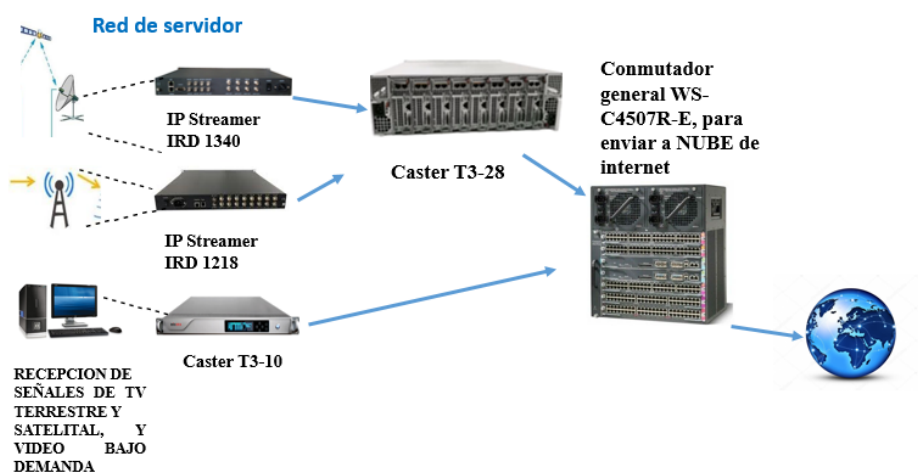 Red de servidor
IP Streamer
IRD 1340
Caster T3-28
Conmutador
general WS-
C4507R-E, para
enviar a NUBE de
internet
IP Streamer
IRD 1218
Caster T3-10
RECEPCION DE
SEÑALES DE TV
TERRESTRE Y
SATELITAL, Y
VIDEO BAJO
DEMANDA